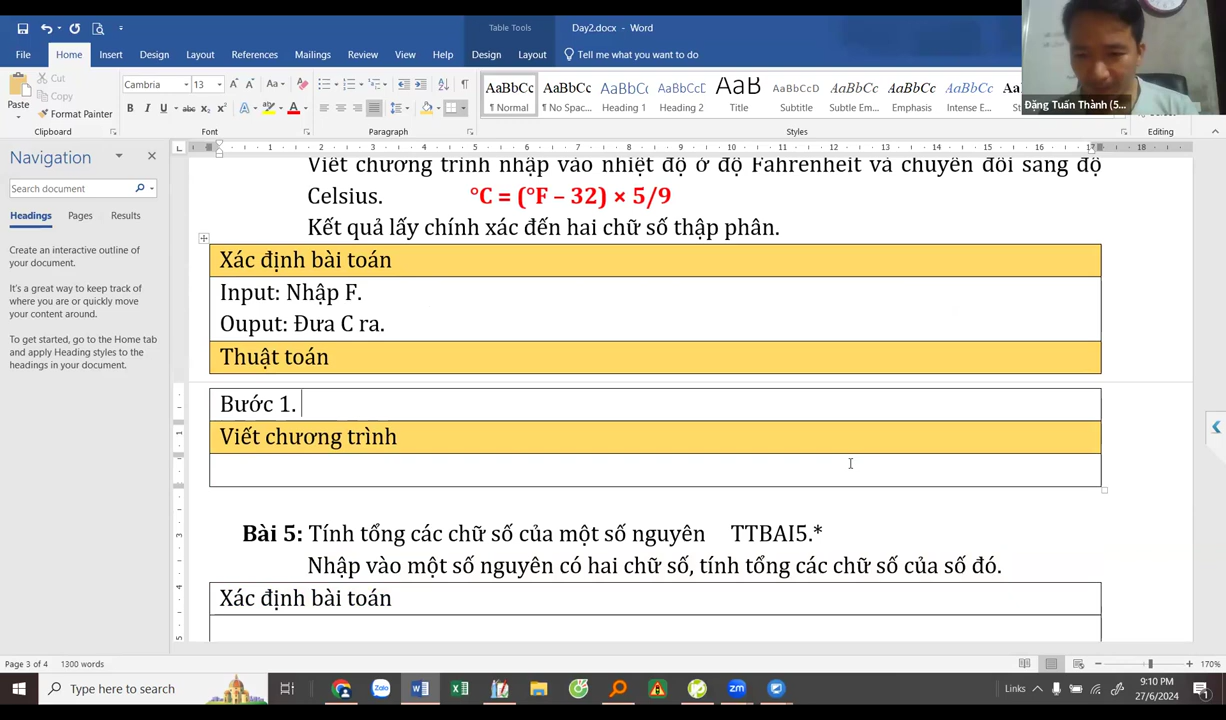 Table Tools
Day2.docx - Word
File
Home
Insert
Design
Layout
References
Mailings
Review
View
Help
Design
Layout
Tell me what you want to do
Đặng Tuấn Thành (5...
Paste
Cut
Copy
Format Painter
Cambria
13
AaBbCc
¶ Normal
AaBbCc
¶ No Spac...
AaBbCc
Heading 1
AaBbCc
Heading 2
AaB
Title
AaBbCcD
Subtitle
AaBbCc
Subtle Em...
AaBbCc
Emphasis
AaBbCc
Intense E...
Clipboard
Font
Paragraph
Styles
Editing
Navigation
Search document
Headings
Pages
Results
Create an interactive outline of
your document.
It's a great way to keep track of
where you are or quickly move
your content around.
To get started, go to the Home tab
and apply Heading styles to the
headings in your document.
Viết chương trình nhập vào nhiệt độ ở độ Fahrenheit và chuyển đổi sang độ
Celsius. °C = (°F – 32) × 5/9
Kết quả lấy chính xác đến hai chữ số thập phân.
Xác định bài toán
Input: Nhập F.
Ouput: Đưa C ra.
Thuật toán
Bước 1.
Viết chương trình
Bài 5: Tính tổng các chữ số của một số nguyên TTBAI5.*
Nhập vào một số nguyên có hai chữ số, tính tổng các chữ số của số đó.
Xác định bài toán
Page 3 of 4
1300 words
170%
Type here to search
Links
9:10 PM
27/6/2024